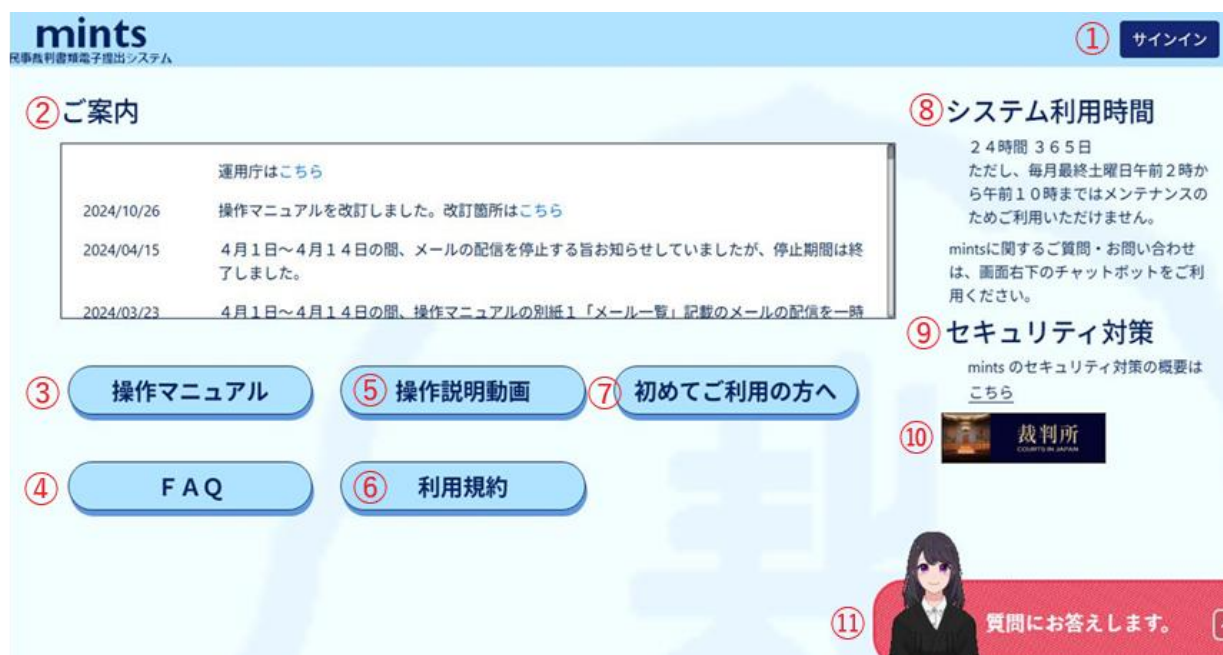 mints
民事裁判書類電子提出システム
① サインイン
② ご案内
運用庁はこちら
2024/10/26 操作マニュアルを改訂しました。改訂箇所はこちら
2024/04/15 ４月１日～４月１４日の間、メールの配信を停止する旨お知らせしていましたが、停止期間は終
了しました。
2024/03/23 ４月１日～４月１４日の間、操作マニュアルの別紙１「メール一覧」記載のメールの配信を一時
③ 操作マニュアル
⑤ 操作説明動画
⑦ 初めてご利用の方へ
④ ＦＡＱ
⑥ 利用規約
⑧ システム利用時間
２４時間 ３６５日
ただし、毎月最終土曜日午前２時か
ら午前１０時まではメンテナンスの
ためご利用いただけません。
mintsに関するご質問・お問い合わせ
は、画面右下のチャットボットをご利
用ください。
⑨ セキュリティ対策
mints のセキュリティ対策の概要は
こちら
⑩ 裁判所
COURTS IN JAPAN
⑪ 質問にお答えします。